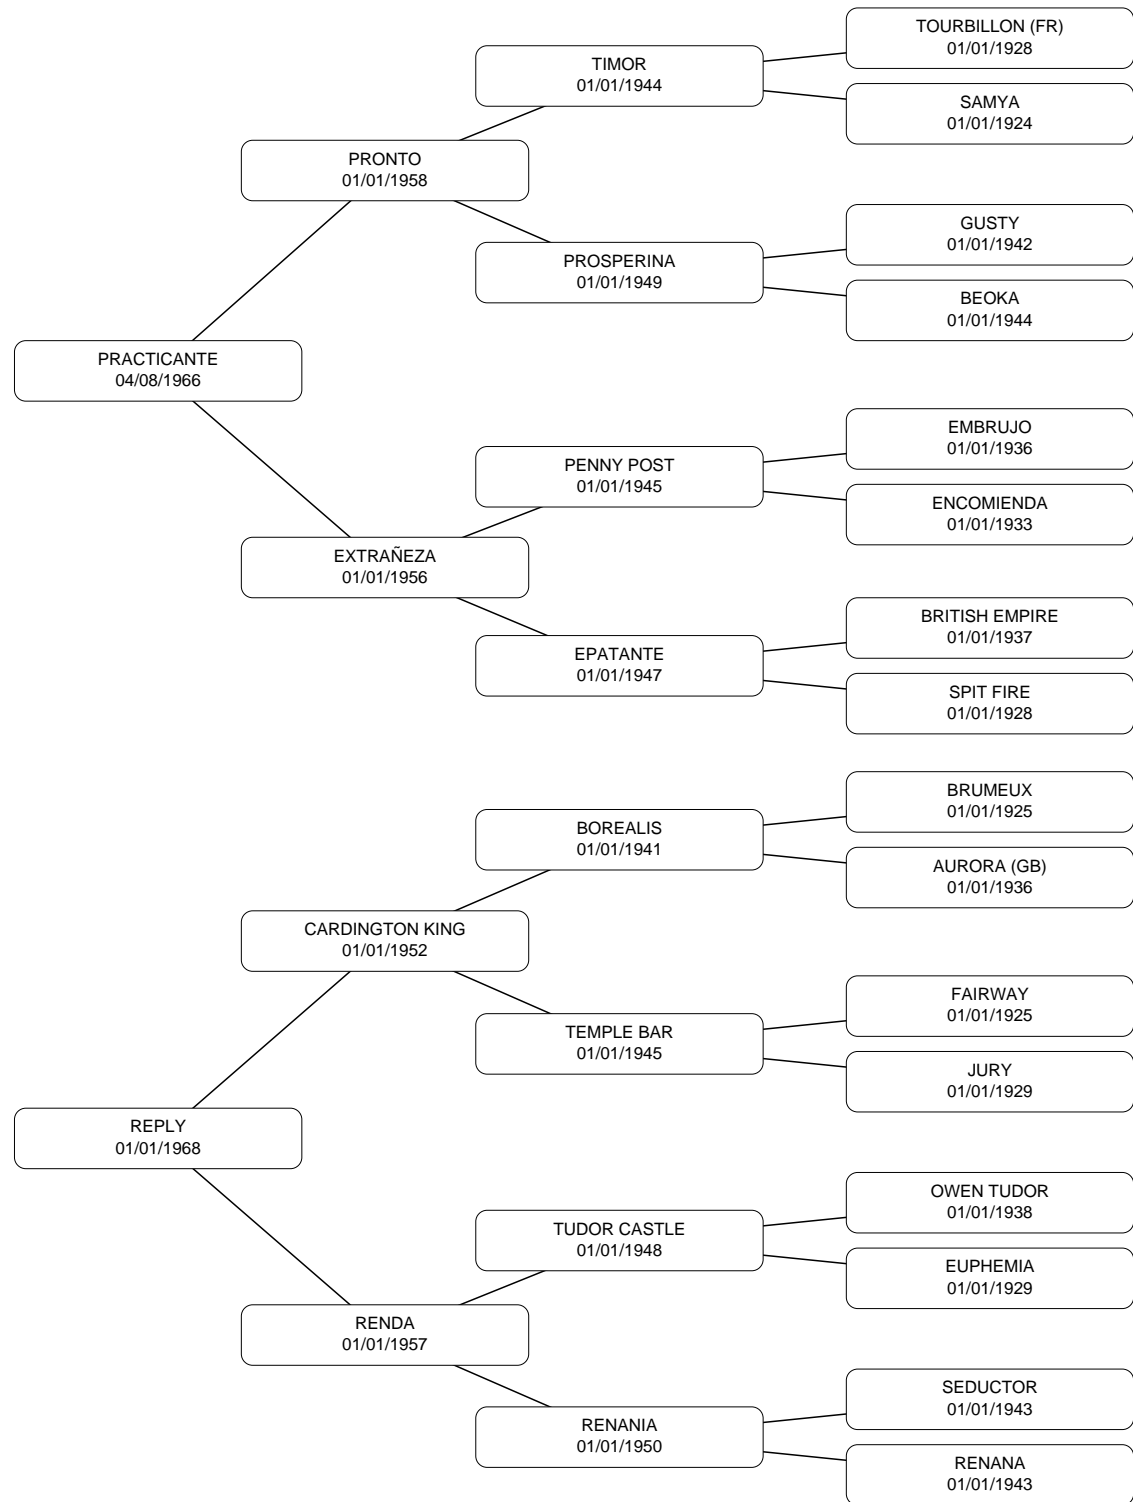 TOURBILLON (FR)
01/01/1928
TIMOR
01/01/1944
SAMYA
01/01/1924
PRONTO
01/01/1958
GUSTY
01/01/1942
PROSPERINA
01/01/1949
BEOKA
01/01/1944
PRACTICANTE
04/08/1966
EMBRUJO
01/01/1936
PENNY POST
01/01/1945
ENCOMIENDA
01/01/1933
EXTRAÑEZA
01/01/1956
BRITISH EMPIRE
01/01/1937
EPATANTE
01/01/1947
SPIT FIRE
01/01/1928
BRUMEUX
01/01/1925
BOREALIS
01/01/1941
AURORA (GB)
01/01/1936
CARDINGTON KING
01/01/1952
FAIRWAY
01/01/1925
TEMPLE BAR
01/01/1945
JURY
01/01/1929
REPLY
01/01/1968
OWEN TUDOR
01/01/1938
TUDOR CASTLE
01/01/1948
EUPHEMIA
01/01/1929
RENDA
01/01/1957
SEDUCTOR
01/01/1943
RENANIA
01/01/1950
RENANA
01/01/1943